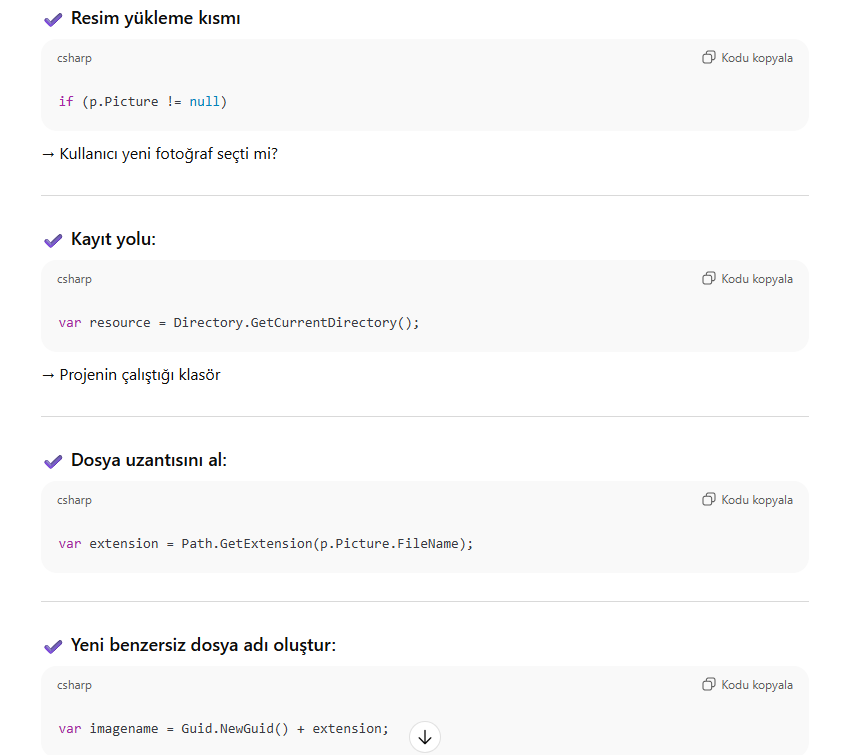 Resim yükleme kısmı
csharp
Kodu kopyala
if (p.Picture != null)
→ Kullanıcı yeni fotoğraf seçti mi?
Kayıt yolu:
csharp
Kodu kopyala
var resource = Directory.GetCurrentDirectory();
→ Projenin çalıştığı klasör
Dosya uzantısını al:
csharp
Kodu kopyala
var extension = Path.GetExtension(p.Picture.FileName);
Yeni benzersiz dosya adı oluştur:
csharp
Kodu kopyala
var imagename = Guid.NewGuid() + extension;